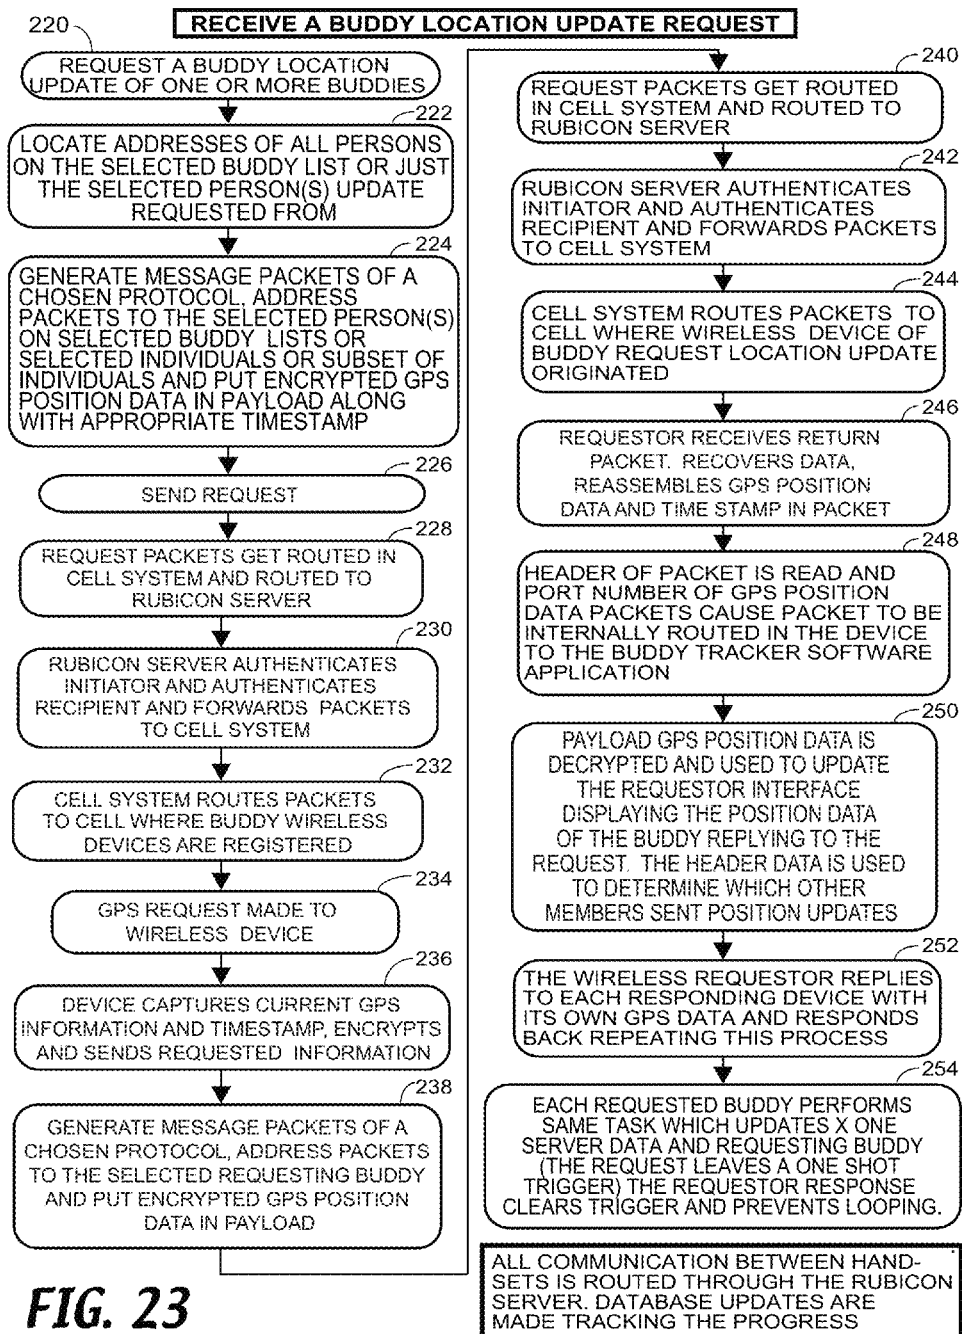 RECEIVE A BUDDY LOCATION UPDATE REQUEST
220
REQUEST A BUDDY LOCATION
UPDATE OF ONE OR MORE BUDDIES
222
LOCATE ADDRESSES OF ALL PERSONS
ON THE SELECTED BUDDY LIST OR JUST
THE SELECTED PERSON(S) UPDATE
REQUESTED FROM
224
GENERATE MESSAGE PACKETS OF A
CHOSEN PROTOCOL, ADDRESS
PACKETS TO THE SELECTED PERSON(S)
ON SELECTED BUDDY LISTS OR
SELECTED INDIVIDUALS OR SUBSET OF
INDIVIDUALS AND PUT ENCRYPTED GPS
POSITION DATA IN PAYLOAD ALONG
WITH APPROPRIATE TIMESTAMP
226
SEND REQUEST
228
REQUEST PACKETS GET ROUTED IN
CELL SYSTEM AND ROUTED TO
RUBICON SERVER
230
RUBICON SERVER AUTHENTICATES
INITIATOR AND AUTHENTICATES
RECIPIENT AND FORWARDS PACKETS
TO CELL SYSTEM
232
CELL SYSTEM ROUTES PACKETS
TO CELL WHERE BUDDY WIRELESS
DEVICES ARE REGISTERED
234
GPS REQUEST MADE TO
WIRELESS DEVICE
236
DEVICE CAPTURES CURRENT GPS
INFORMATION AND TIMESTAMP, ENCRYPTS
AND SENDS REQUESTED INFORMATION
238
GENERATE MESSAGE PACKETS OF A
CHOSEN PROTOCOL, ADDRESS PACKETS
TO THE SELECTED REQUESTING BUDDY
AND PUT ENCRYPTED GPS POSITION
DATA IN PAYLOAD
240
REQUEST PACKETS GET ROUTED
IN CELL SYSTEM AND ROUTED TO
RUBICON SERVER
242
RUBICON SERVER AUTHENTICATES
INITIATOR AND AUTHENTICATES
RECIPIENT AND FORWARDS PACKETS
TO CELL SYSTEM
244
CELL SYSTEM ROUTES PACKETS TO
CELL WHERE WIRELESS DEVICE OF
BUDDY REQUEST LOCATION UPDATE
ORIGINATED
246
REQUESTOR RECEIVES RETURN
PACKET. RECOVERS DATA,
REASSEMBLES GPS POSITION
DATA AND TIME STAMP IN PACKET
248
HEADER OF PACKET IS READ AND
PORT NUMBER OF GPS POSITION
DATA PACKETS CAUSE PACKET TO BE
INTERNALLY ROUTED IN THE DEVICE
TO THE BUDDY TRACKER SOFTWARE
APPLICATION
250
PAYLOAD GPS POSITION DATA IS
DECRYPTED AND USED TO UPDATE
THE REQUESTOR INTERFACE
DISPLAYING THE POSITION DATA
OF THE BUDDY REPLYING TO THE
REQUEST. THE HEADER DATA IS USED
TO DETERMINE WHICH OTHER
MEMBERS SENT POSITION UPDATES
252
THE WIRELESS REQUESTOR REPLIES
TO EACH RESPONDING DEVICE WITH
ITS OWN GPS DATA AND RESPONDS
BACK REPEATING THIS PROCESS
254
EACH REQUESTED BUDDY PERFORMS
SAME TASK WHICH UPDATES X ONE
SERVER DATA AND REQUESTING BUDDY
(THE REQUEST LEAVES A ONE SHOT
TRIGGER) THE REQUESTOR RESPONSE
CLEARS TRIGGER AND PREVENTS LOOPING.
ALL COMMUNICATION BETWEEN HAND-
SETS IS ROUTED THROUGH THE RUBICON
SERVER. DATABASE UPDATES ARE
MADE TRACKING THE PROGRESS
FIG. 23